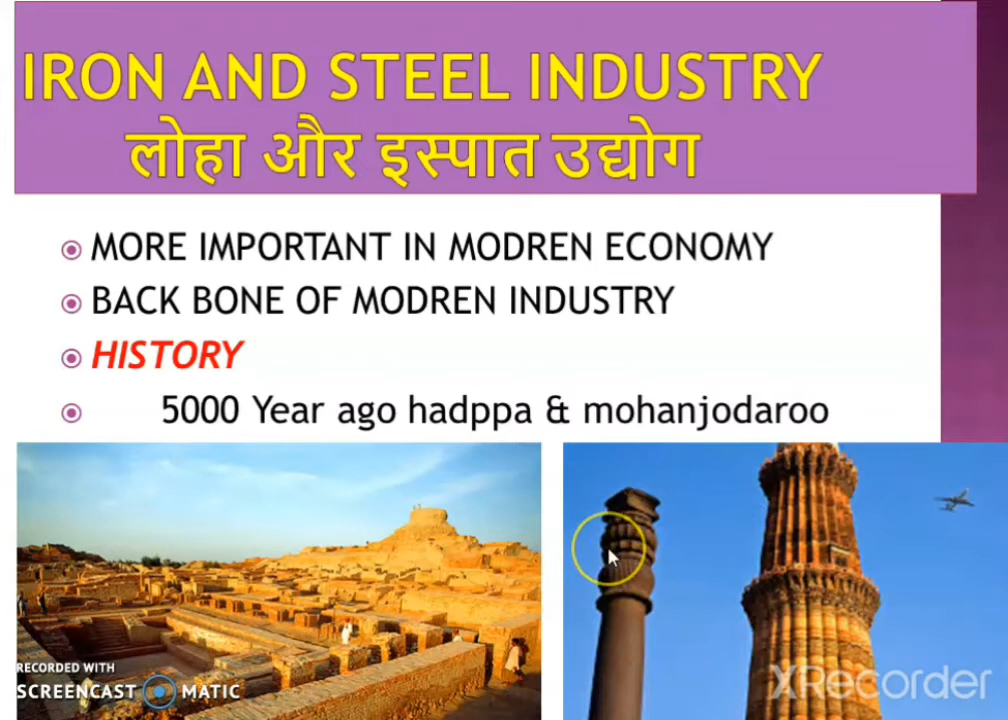 IRON AND STEEL INDUSTRY
लोहा और इस्पात उद्योग
MORE IMPORTANT IN MODREN ECONOMY
BACK BONE OF MODREN INDUSTRY
HISTORY
5000 Year ago hadppa & mohanjodaroo
RECORDED WITH
SCREENCAST MATIC
XRecorder